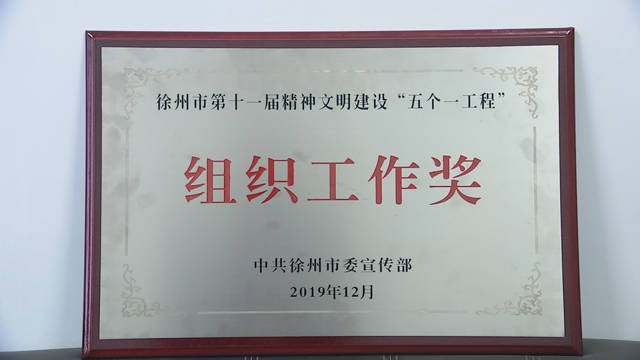 徐州市第十一届精神文明建设“五个一工程”
组织工作奖
中共徐州市委宣传部
2019年12月